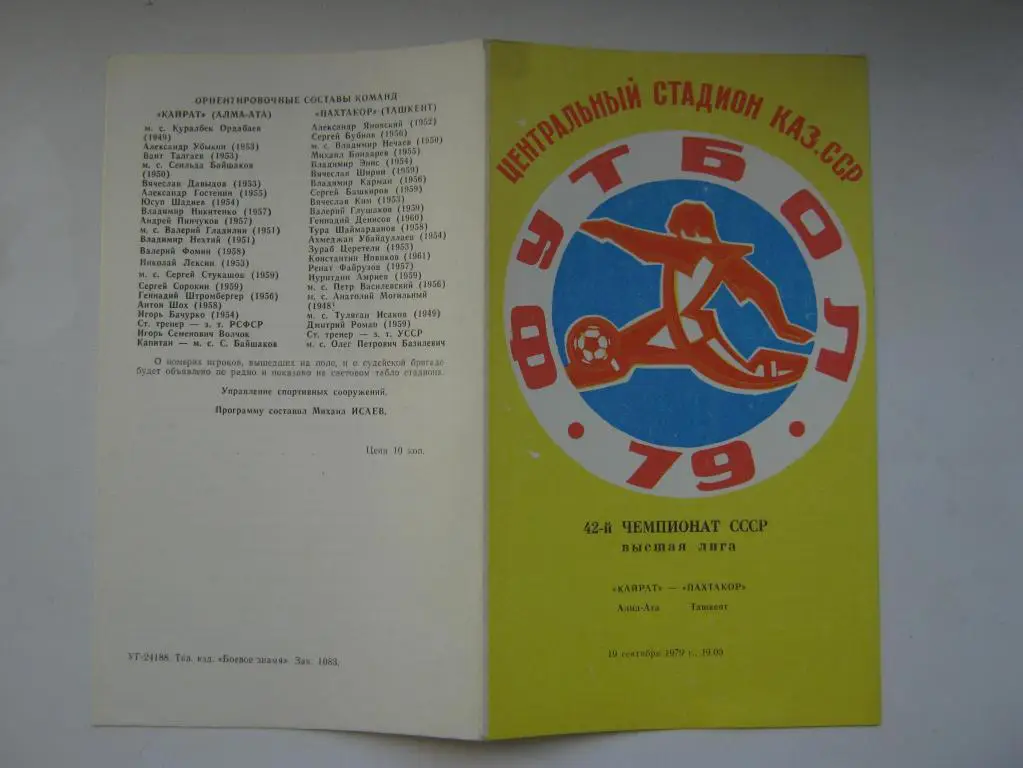 ОРИЕНТИРОВОЧНЫЕ СОСТАВЫ КОМАНД
«КАЙРАТ» (АЛМА-АТА)
м. с. Куралбек Ордабаев
(1949)
Александр Убыкин (1953)
Вахт Талгаев (1953)
м. с. Сеильда Байшаков
(1950)
Вячеслав Давыдов (1953)
Александр Гостенин (1955)
Юсуп Шадиев (1954)
Владимир Никитенко (1957)
Андрей Пинчуков (1957)
м. с. Валерий Гладилин (1951)
Владимир Нехтий (1951)
Валерий Фомин (1958)
Николай Лексин (1953)
м. с. Сергей Стукашов (1959)
Сергей Сорокин (1959)
Геннадий Штромбергер (1956)
Антон Шох (1958)
Игорь Бачурко (1954)
Ст. тренер — з. т. РСФСР
Игорь Семенович Волчок
Капитан — м. с. С. Байшаков
«ПАХТАКОР» (ТАШКЕНТ)
Александр Яновский (1952)
Сергей Бубнов (1956)
м. с. Владимир Нечаев (1950)
Михаил Бондарев (1955)
Владимир Эннс (1954)
Вячеслав Ширин (1959)
Владимир Карман (1956)
Сергей Башкиров (1959)
Вячеслав Ким (1953)
Валерий Глушаков (1959)
Геннадий Денисов (1960)
Тура Шаймарданов (1958)
Ахмеджан Убайдуллаев (1954)
Зураб Церетели (1953)
Константин Новиков (1961)
Ренат Файрузов (1957)
Нуритдин Амриев (1959)
м. с. Петр Василевский (1956)
м. с. Анатолий Могильный
(1948)
м. с. Туляган Исаков (1949)
Дмитрий Ромао (1959)
Ст. тренер — з. т. УССР
м. с. Олег Петрович Базилевич
О номерах игроков, вышедших на поле, и о судейской бригаде
будет объявлено по радио и показано на световом табло стадиона.
Управление спортивных сооружений.
Программу составил Михаил ИСАЕВ.
Цена 10 коп.
УГ-24188. Тип. изд. «Боевое знамя». Зак. 1083.
ЦЕНТРАЛЬНЫЙ СТАДИОН КАЗ.ССР
ФУТБОЛ
• 79 •
42-й ЧЕМПИОНАТ СССР
высшая лига
«КАЙРАТ» — «ПАХТАКОР»
Алма-Ата Ташкент
19 сентября 1979 г., 19.00